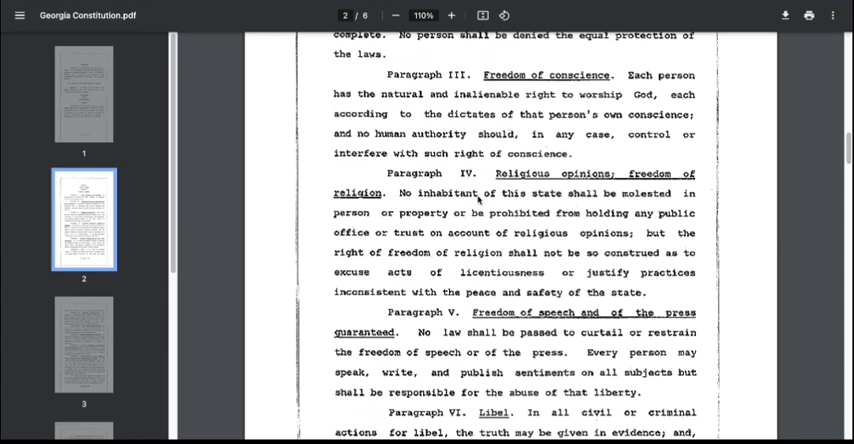 Georgia Constitution.pdf
2 / 6
110%
complete. No person shall be denied the equal protection of
the laws.
Paragraph III. Freedom of conscience. Each person
has the natural and inalienable right to worship God, each
according to the dictates of that person's own conscience;
and no human authority should, in any case, control or
interfere with such right of conscience.
Paragraph IV. Religious opinions; freedom of
religion. No inhabitant of this state shall be molested in
person or property or be prohibited from holding any public
office or trust on account of religious opinions; but the
right of freedom of religion shall not be so construed as to
excuse acts of licentiousness or justify practices
inconsistent with the peace and safety of the state.
Paragraph V. Freedom of speech and of the press
guaranteed. No law shall be passed to curtail or restrain
the freedom of speech or of the press. Every person may
speak, write, and publish sentiments on all subjects but
shall be responsible for the abuse of that liberty.
Paragraph VI. Libel. In all civil or criminal
actions for libel, the truth may be given in evidence; and,
1
2
3